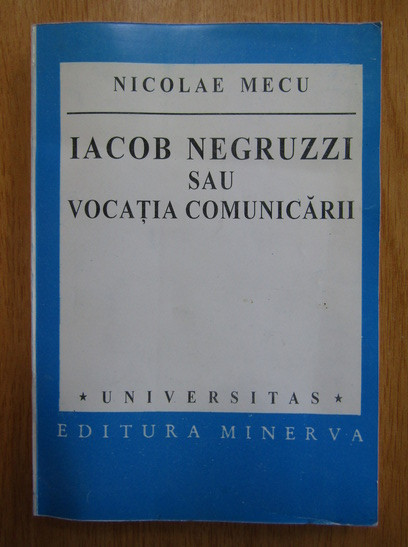 NICOLAE MECU
IACOB NEGRUZZI
SAU
VOCAȚIA COMUNICĂRII
★ UNIVERSITAS ★
EDITURA MINERVA